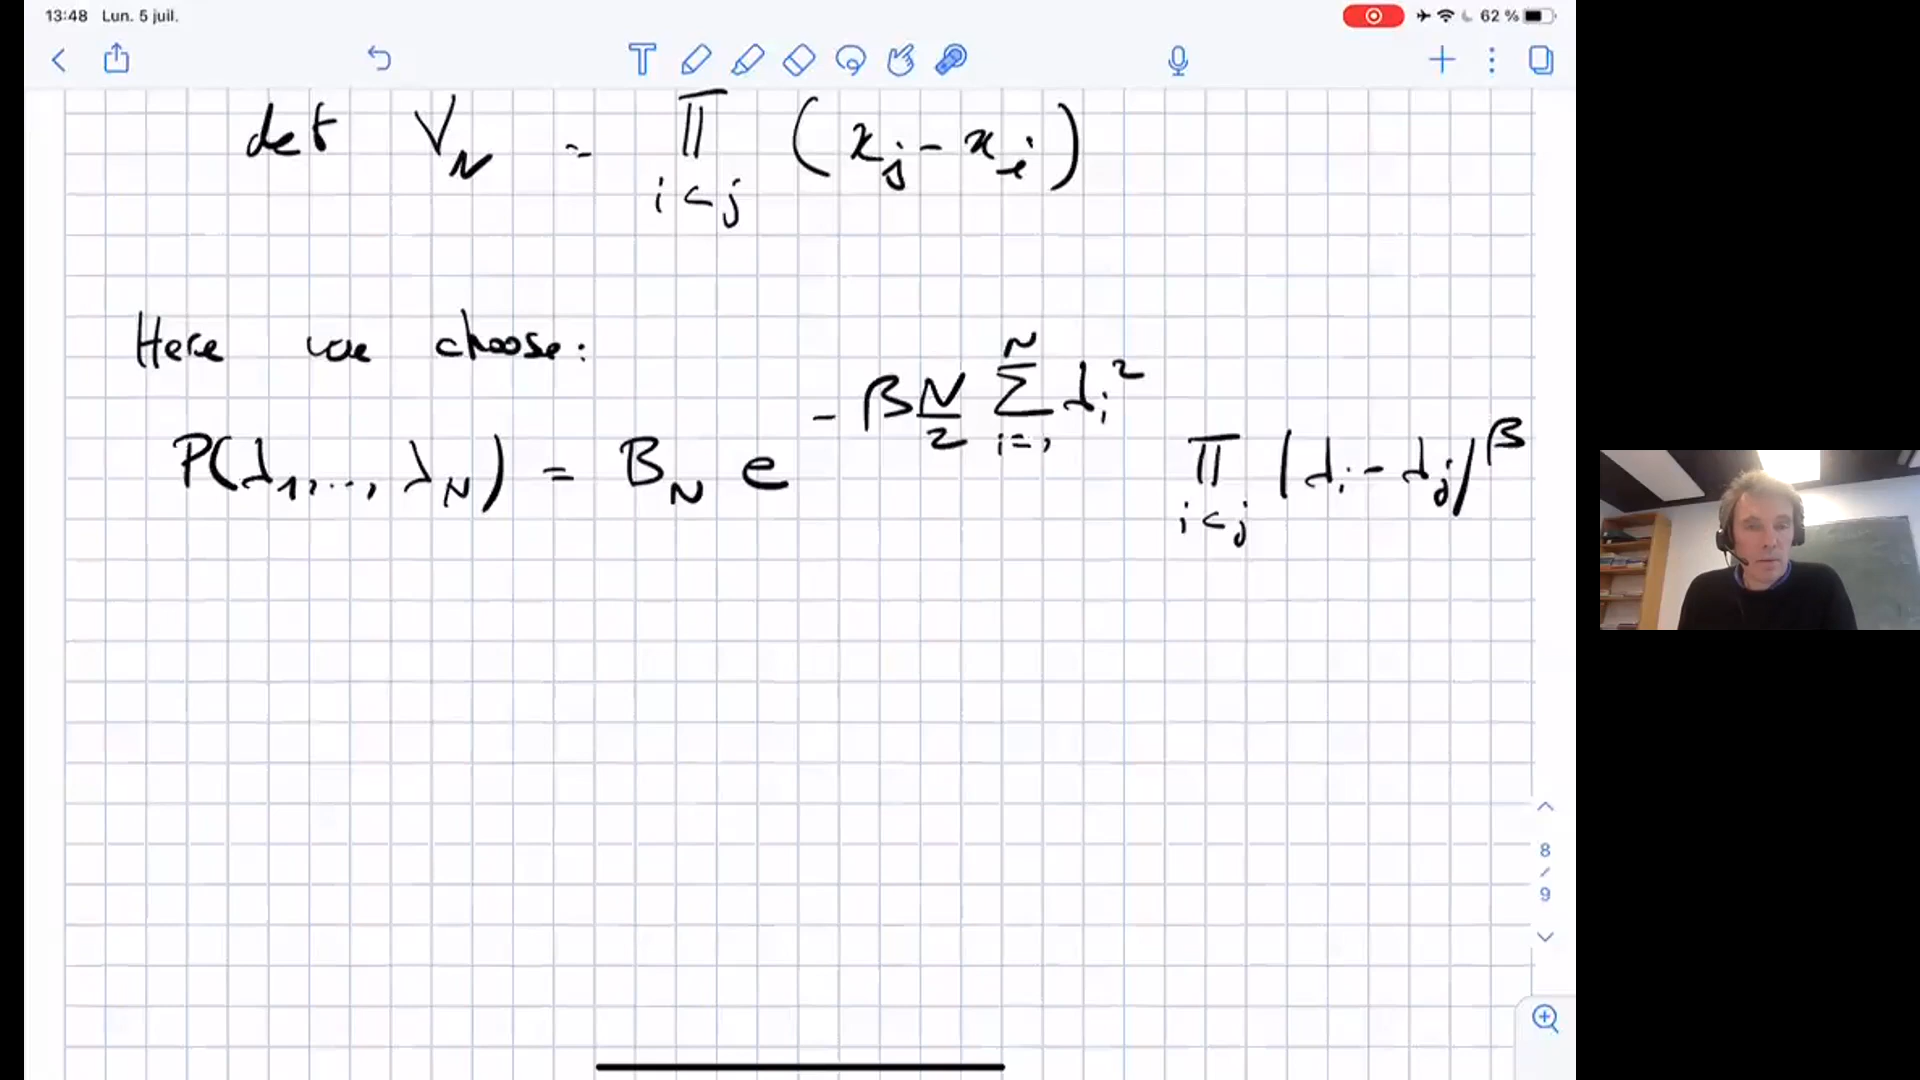 13:48 Lun. 5 juil. 62 %
det V_N = ∏_{i<j} (x_j - x_i)
Here we choose:
P(λ_1,..., λ_N) = B_N e^{-β N/2 ∑_{i=1}^{N} λ_i^2} ∏_{i<j} |λ_i - λ_j|^β
8
/
9